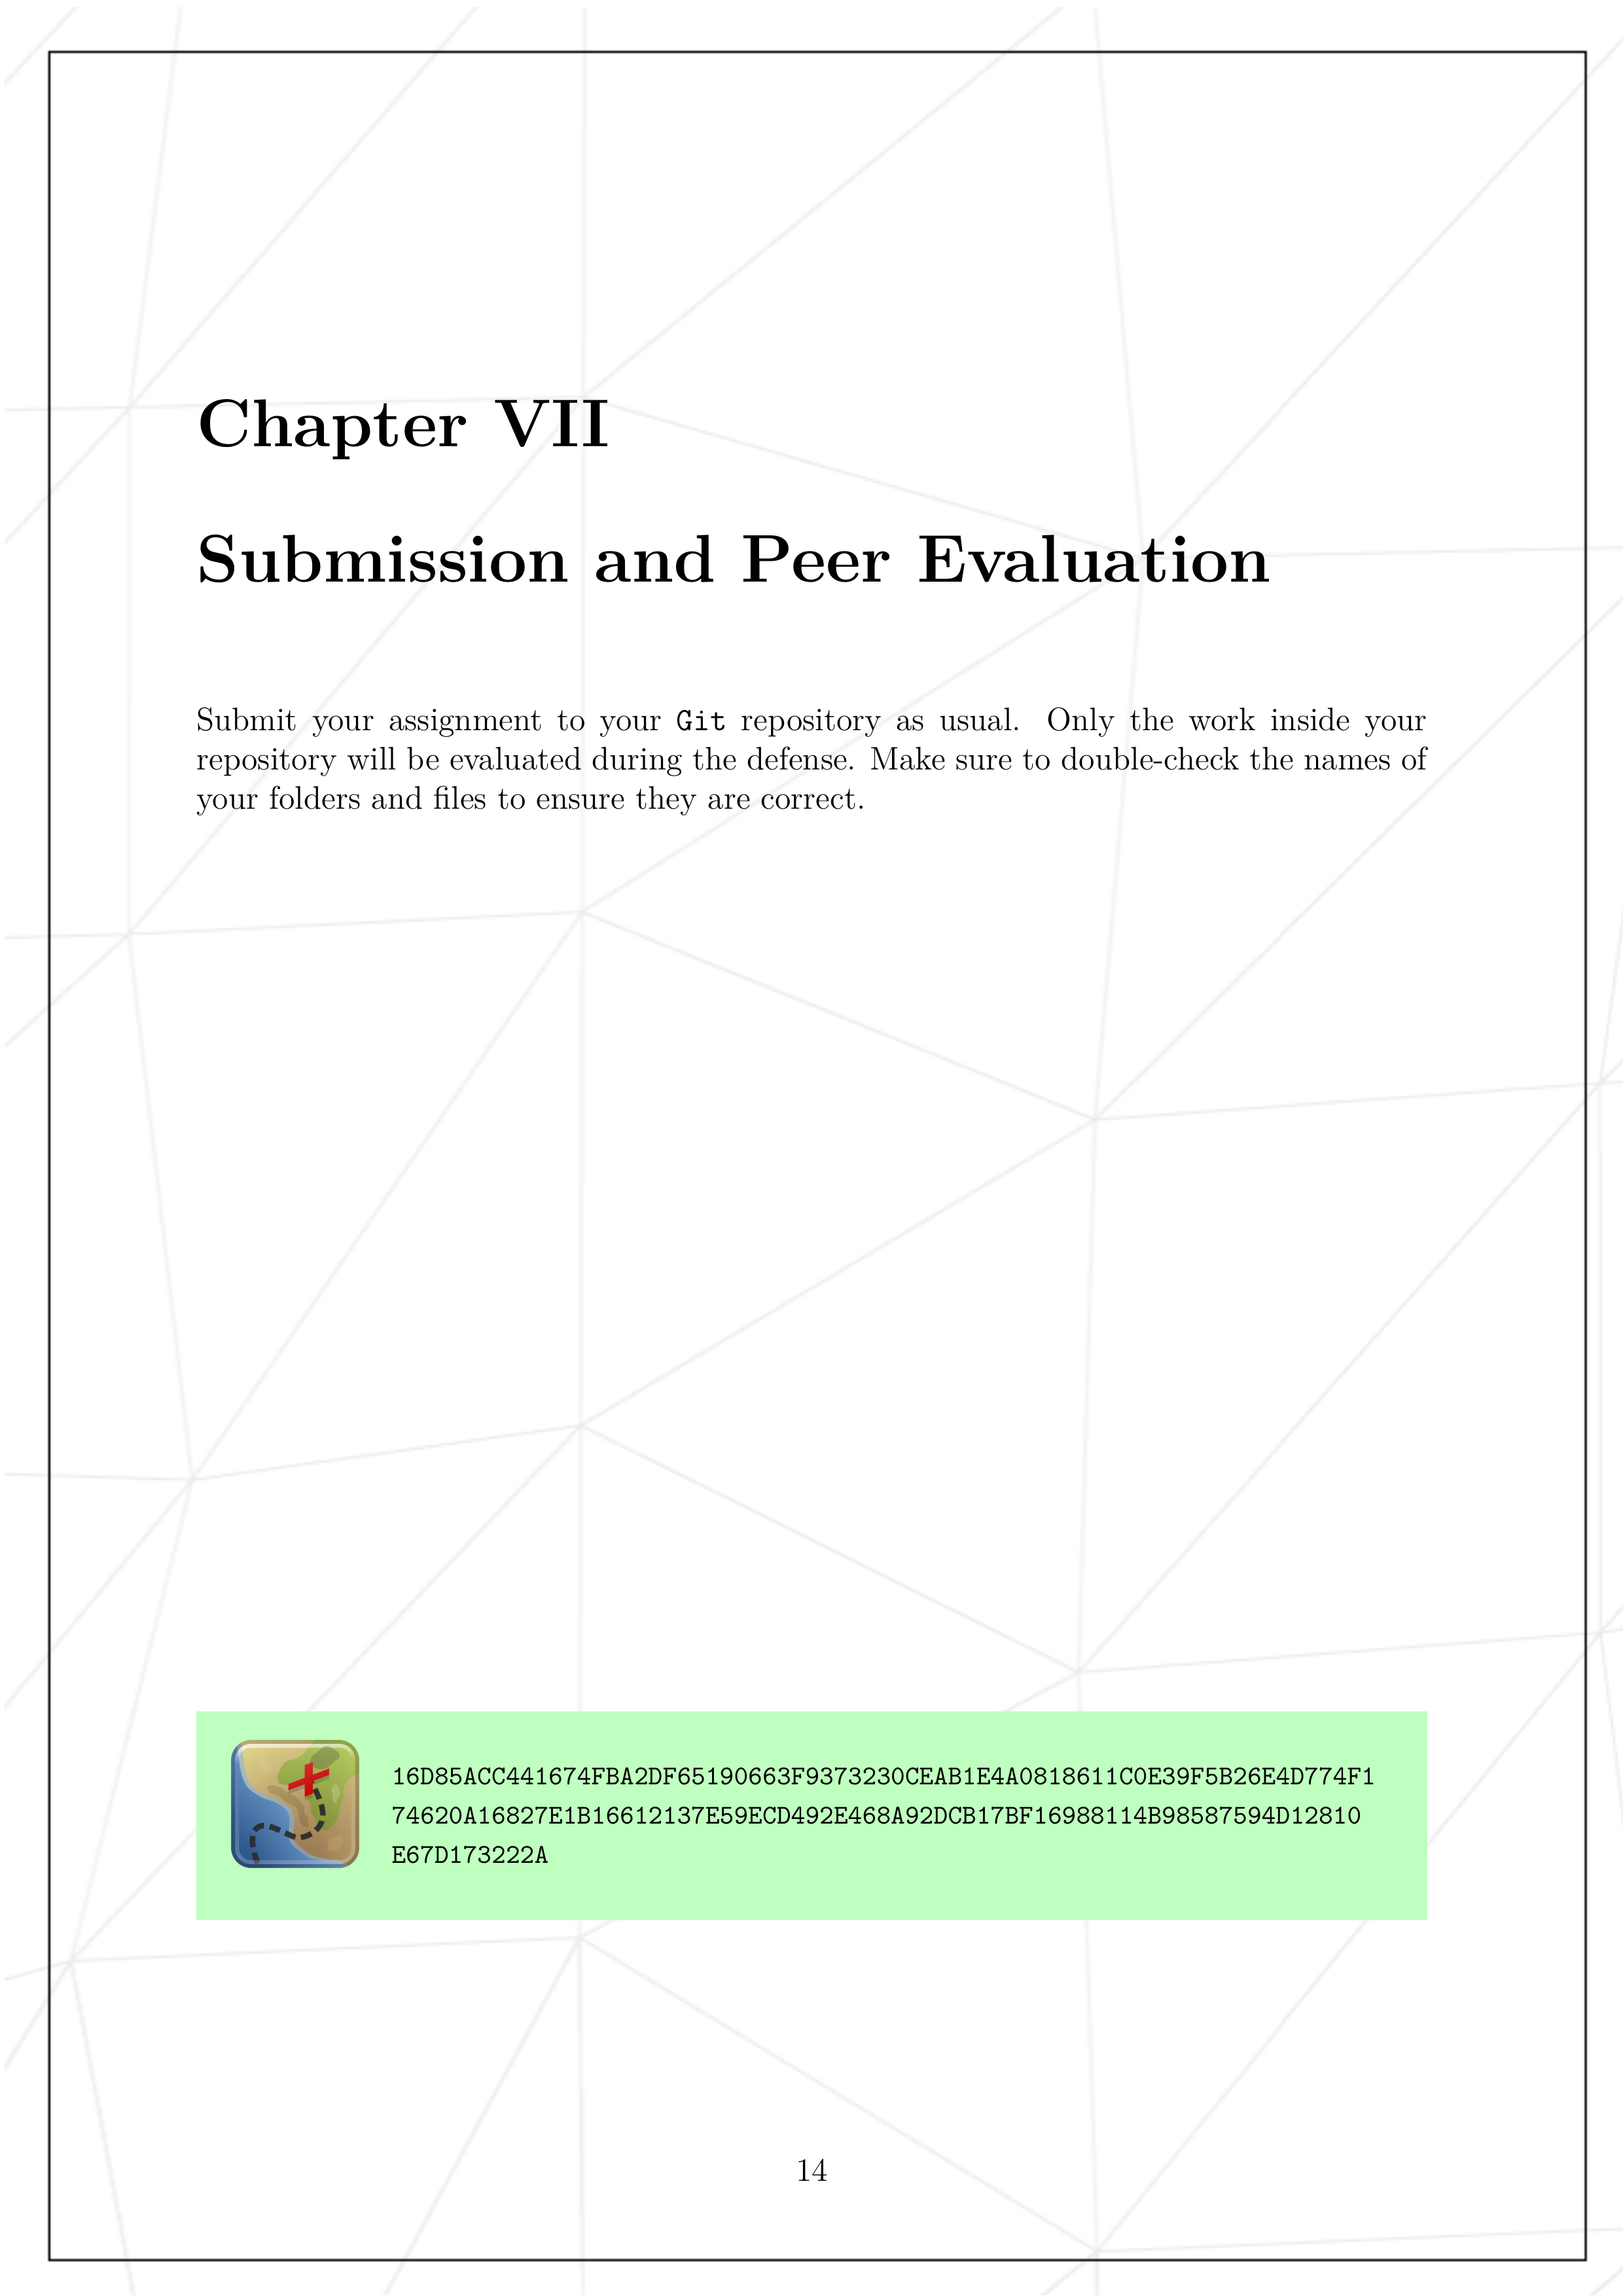 Chapter VII
Submission and Peer Evaluation
Submit your assignment to your Git repository as usual. Only the work inside your
repository will be evaluated during the defense. Make sure to double-check the names of
your folders and files to ensure they are correct.
16D85ACC441674FBA2DF65190663F9373230CEAB1E4A0818611C0E39F5B26E4D774F1
74620A16827E1B16612137E59ECD492E468A92DCB17BF16988114B98587594D12810
E67D173222A
14